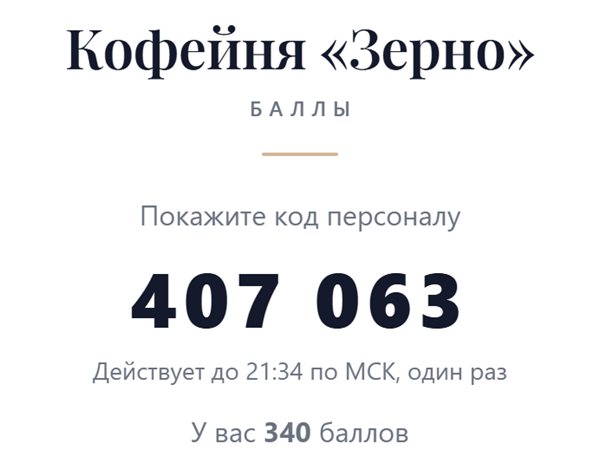 Кофейня «Зерно»
БАЛЛЫ
Покажите код персоналу
407 063
Действует до 21:34 по МСК, один раз
У вас 340 баллов